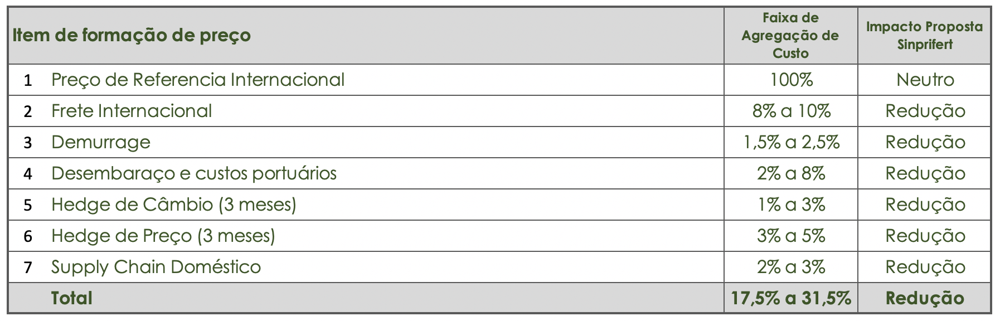 Item de formação de preço
Faixa de
Agregação de
Custo
Impacto Proposta
Sinprifert
1 Preço de Referencia Internacional 100% Neutro
2 Frete Internacional 8% a 10% Redução
3 Demurrage 1,5% a 2,5% Redução
4 Desembaraço e custos portuários 2% a 8% Redução
5 Hedge de Câmbio (3 meses) 1% a 3% Redução
6 Hedge de Preço (3 meses) 3% a 5% Redução
7 Supply Chain Doméstico 2% a 3% Redução
Total 17,5% a 31,5% Redução